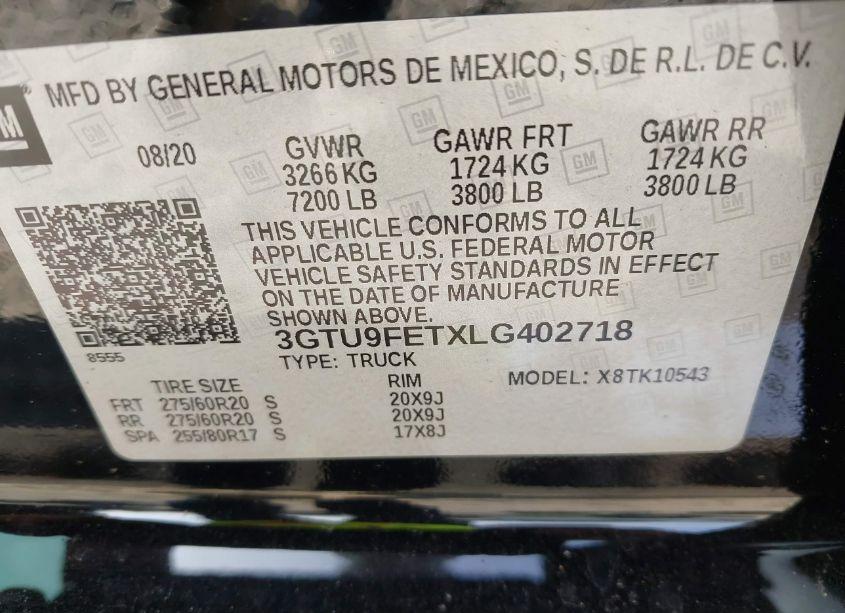 GM
MFD BY GENERAL MOTORS DE MEXICO, S. DE R.L. DE C.V.
08/20
GVWR GAWR FRT GAWR RR
3266 KG 1724 KG 1724 KG
7200 LB 3800 LB 3800 LB
THIS VEHICLE CONFORMS TO ALL
APPLICABLE U.S. FEDERAL MOTOR
VEHICLE SAFETY STANDARDS IN EFFECT
ON THE DATE OF MANUFACTURE
SHOWN ABOVE.
3GTU9FETXLG402718
8555
TYPE: TRUCK
TIRE SIZE RIM MODEL: X8TK10543
FRT 275/60R20 S 20X9J
RR 275/60R20 S 20X9J
SPA 255/80R17 S 17X8J